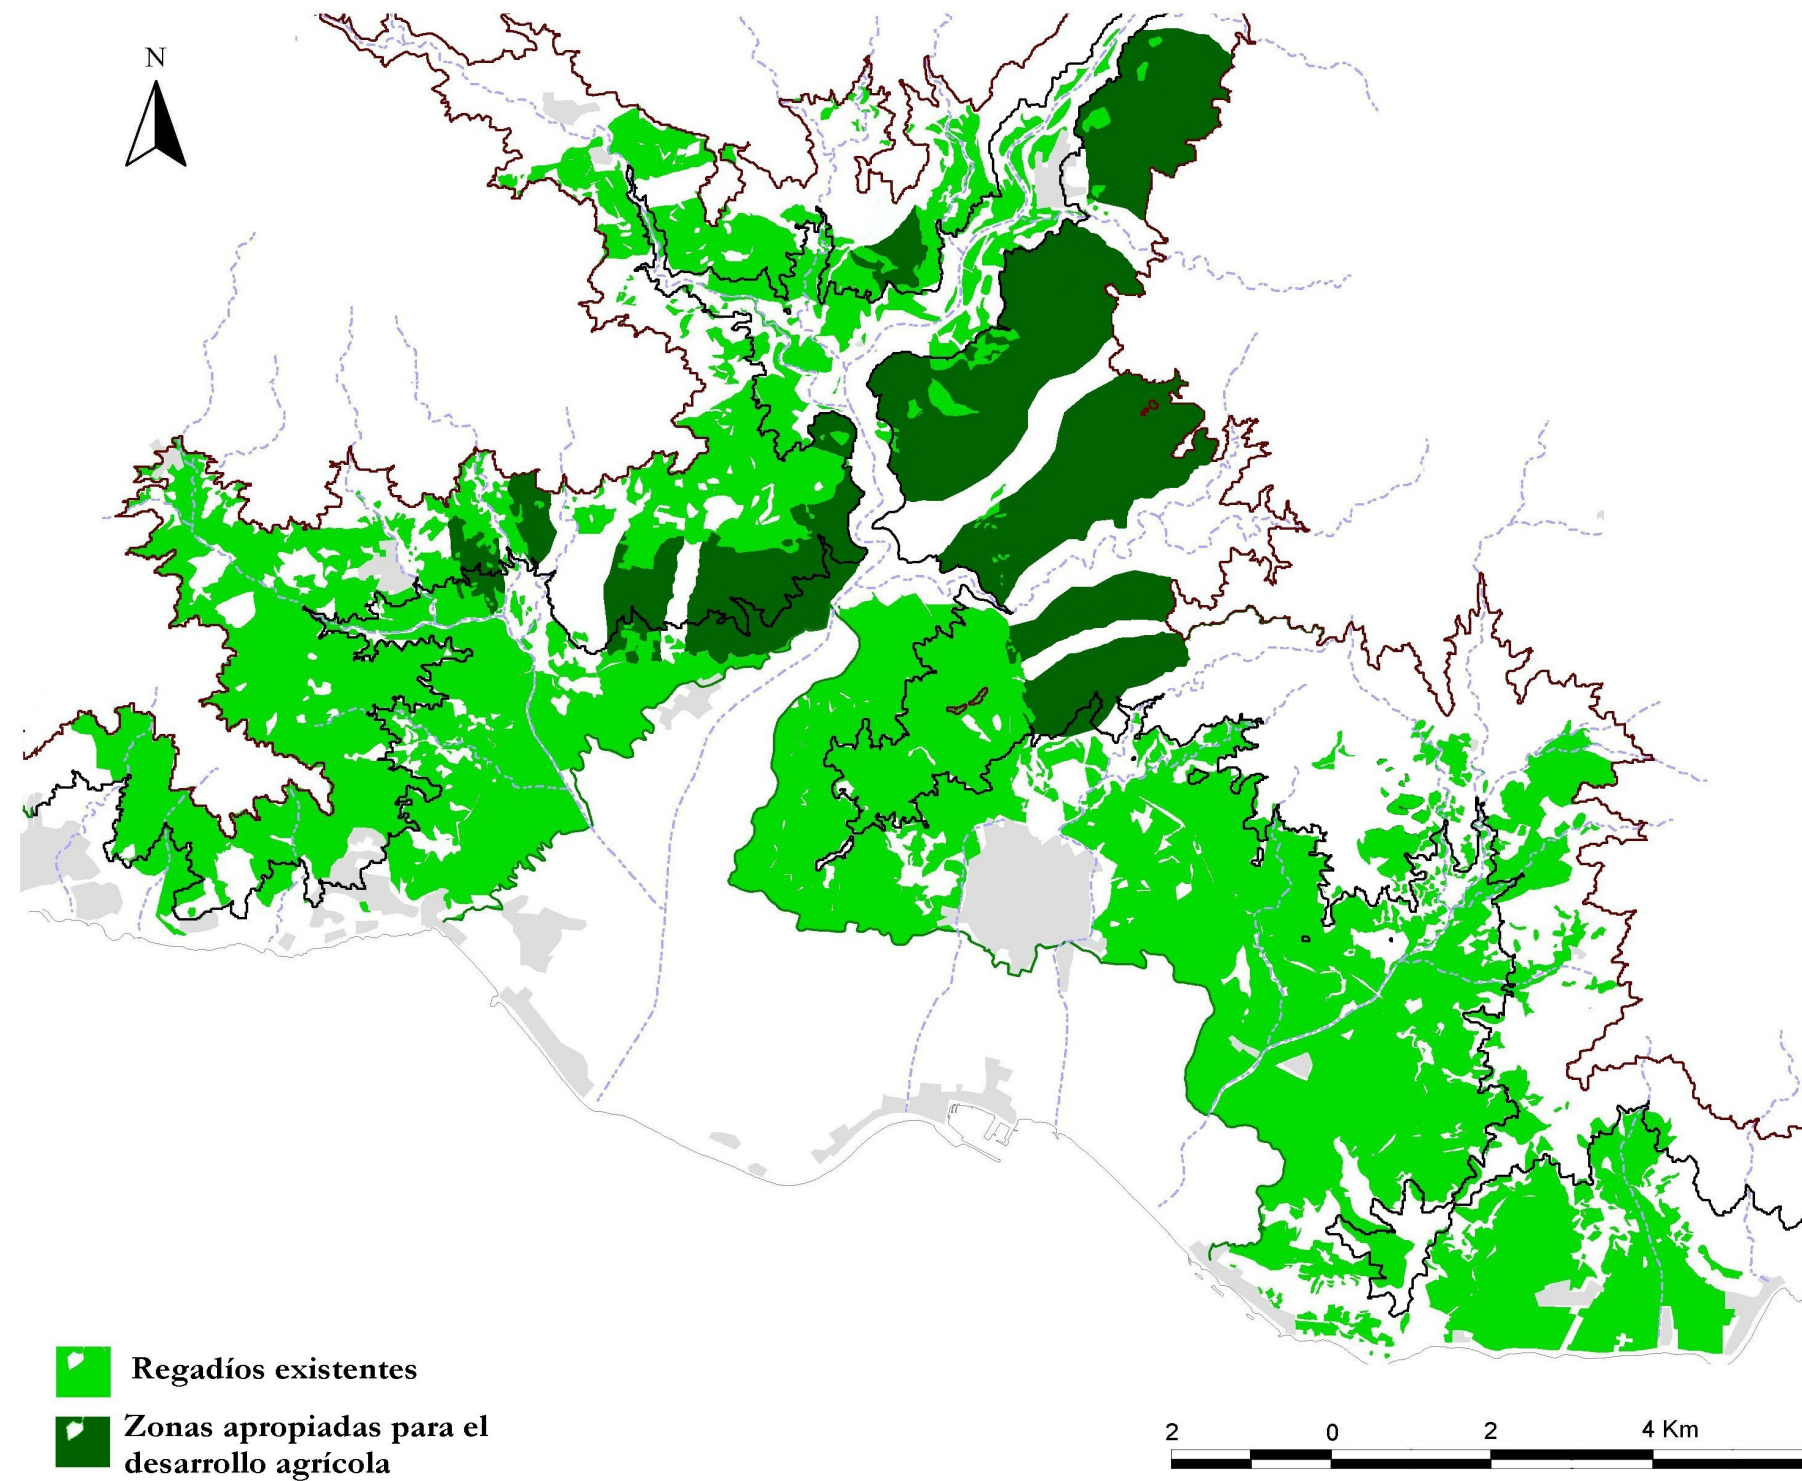 N
Regadíos existentes
Zonas apropiadas para el
desarrollo agrícola
2 0 2 4 Km